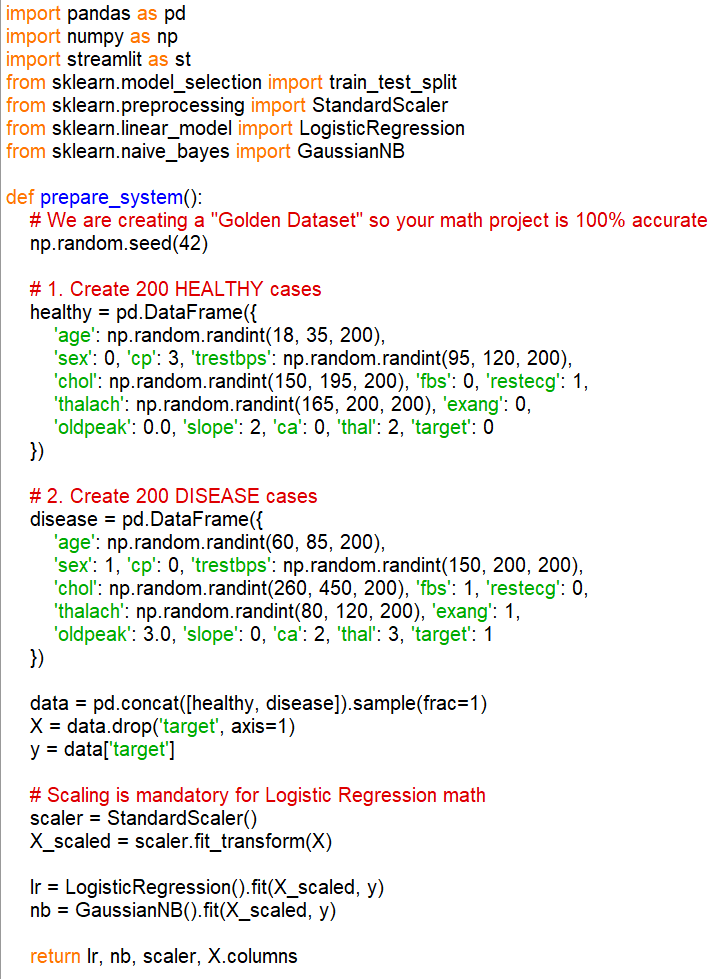 import pandas as pd
import numpy as np
import streamlit as st
from sklearn.model_selection import train_test_split
from sklearn.preprocessing import StandardScaler
from sklearn.linear_model import LogisticRegression
from sklearn.naive_bayes import GaussianNB

def prepare_system():
    # We are creating a "Golden Dataset" so your math project is 100% accurate
    np.random.seed(42)

    # 1. Create 200 HEALTHY cases
    healthy = pd.DataFrame({
        'age': np.random.randint(18, 35, 200),
        'sex': 0, 'cp': 3, 'trestbps': np.random.randint(95, 120, 200),
        'chol': np.random.randint(150, 195, 200), 'fbs': 0, 'restecg': 1,
        'thalach': np.random.randint(165, 200, 200), 'exang': 0,
        'oldpeak': 0.0, 'slope': 2, 'ca': 0, 'thal': 2, 'target': 0
    })

    # 2. Create 200 DISEASE cases
    disease = pd.DataFrame({
        'age': np.random.randint(60, 85, 200),
        'sex': 1, 'cp': 0, 'trestbps': np.random.randint(150, 200, 200),
        'chol': np.random.randint(260, 450, 200), 'fbs': 1, 'restecg': 0,
        'thalach': np.random.randint(80, 120, 200), 'exang': 1,
        'oldpeak': 3.0, 'slope': 0, 'ca': 2, 'thal': 3, 'target': 1
    })

    data = pd.concat([healthy, disease]).sample(frac=1)
    X = data.drop('target', axis=1)
    y = data['target']

    # Scaling is mandatory for Logistic Regression math
    scaler = StandardScaler()
    X_scaled = scaler.fit_transform(X)

    lr = LogisticRegression().fit(X_scaled, y)
    nb = GaussianNB().fit(X_scaled, y)

    return lr, nb, scaler, X.columns